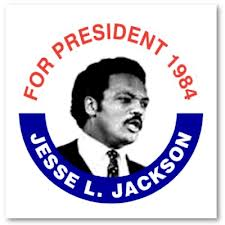 FOR PRESIDENT 1984
JESSE L. JACKSON